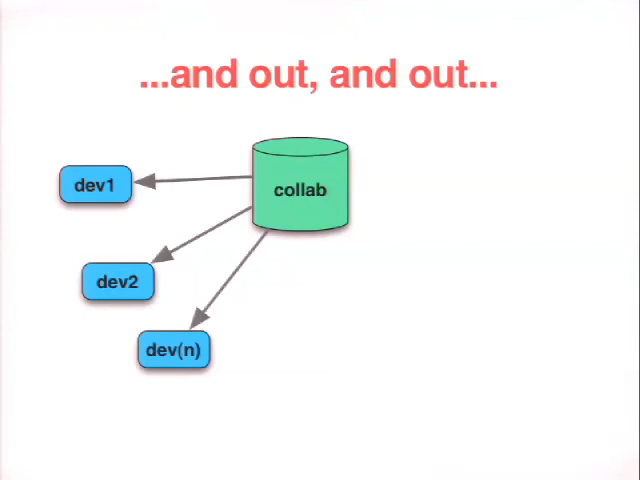 ...and out, and out...
collab
dev1
dev2
dev(n)